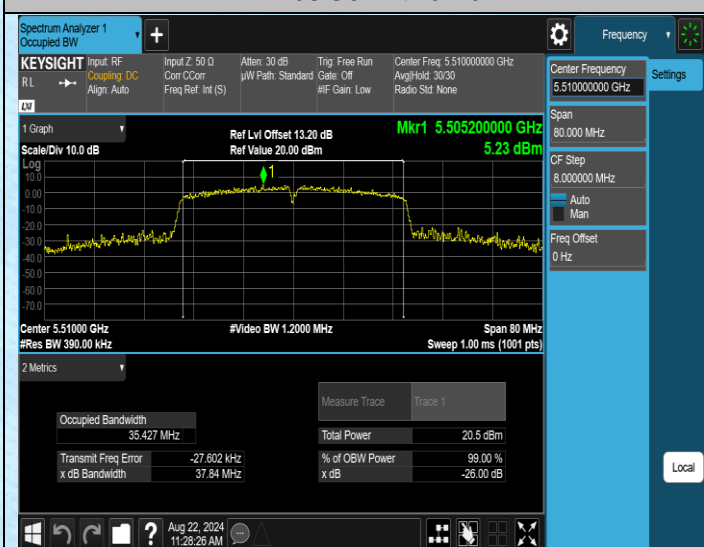 Spectrum Analyzer 1
Occupied BW
Frequency
KEYSIGHT
RL
LXI
Input: RF
Coupling: DC
Align: Auto
Input Z: 50 Ω
Corr CCorr
Freq Ref: Int (S)
Atten: 30 dB
µW Path: Standard
Trig: Free Run
Gate: Off
#IF Gain: Low
Center Freq: 5.510000000 GHz
Avg|Hold: 30/30
Radio Std: None
Center Frequency
5.510000000 GHz
Settings
Span
80.000 MHz
CF Step
8.000000 MHz
Auto
Man
Freq Offset
0 Hz
Local
1 Graph
Scale/Div 10.0 dB
Ref Lvl Offset 13.20 dB
Ref Value 20.00 dBm
Mkr1 5.505200000 GHz
5.23 dBm
Log
10.0
0.00
-10.0
-20.0
-30.0
-40.0
-50.0
-60.0
-70.0
1
Center 5.51000 GHz
#Video BW 1.2000 MHz
Span 80 MHz
#Res BW 390.00 kHz
Sweep 1.00 ms (1001 pts)
2 Metrics
Measure Trace
Trace 1
Occupied Bandwidth
35.427 MHz
Total Power
20.5 dBm
Transmit Freq Error
-27.602 kHz
% of OBW Power
99.00 %
x dB Bandwidth
37.84 MHz
x dB
-26.00 dB
?
Aug 22, 2024
11:28:26 AM